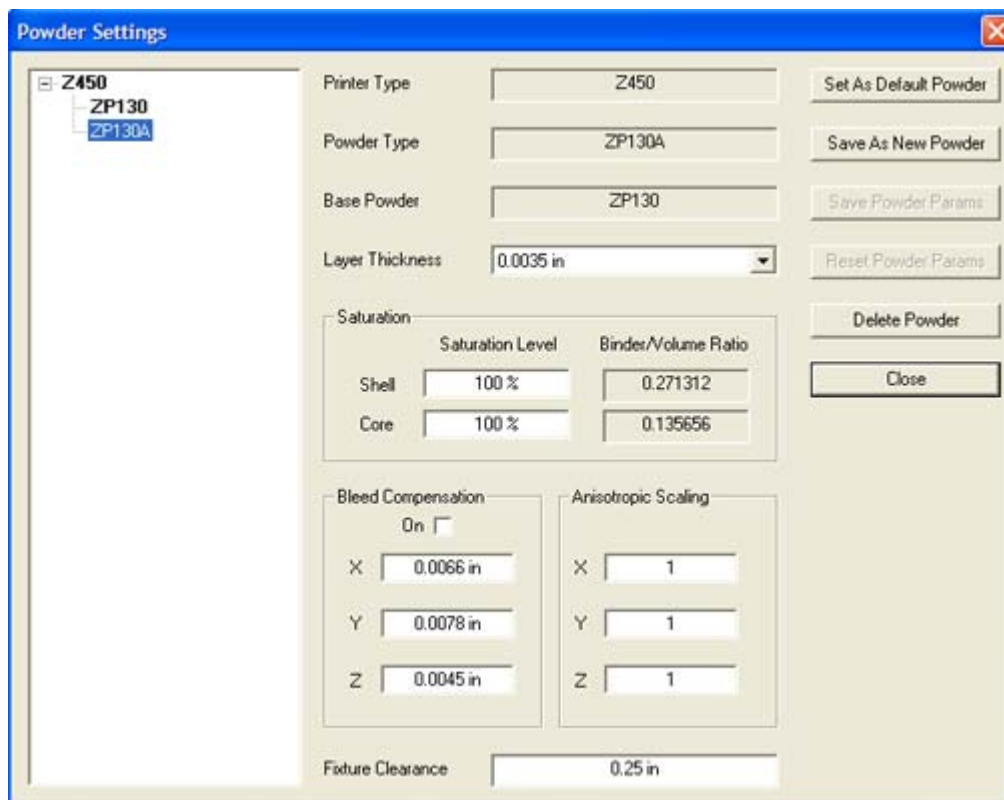 Powder Settings
Z450
ZP130
ZP130A
Printer Type Z450
Powder Type ZP130A
Base Powder ZP130
Layer Thickness 0.0035 in
Saturation
Saturation Level Binder/Volume Ratio
Shell 100 % 0.271312
Core 100 % 0.135656
Bleed Compensation
On
X 0.0066 in
Y 0.0078 in
Z 0.0045 in
Anisotropic Scaling
X 1
Y 1
Z 1
Fixture Clearance 0.25 in
Set As Default Powder
Save As New Powder
Save Powder Params
Reset Powder Params
Delete Powder
Close